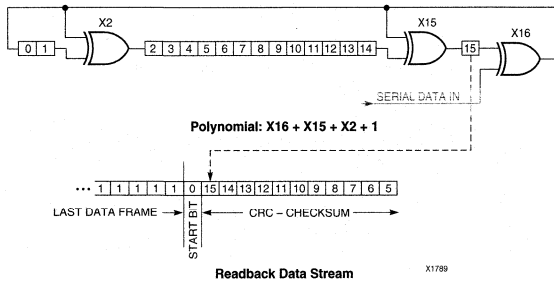 X2 X15 X16
0 1 2 3 4 5 6 7 8 9 10 11 12 13 14 15
SERIAL DATA IN
Polynomial: X16 + X15 + X2 + 1
••• 1 1 1 1 1 0 15 14 13 12 11 10 9 8 7 6 5
LAST DATA FRAME
START BIT
CRC – CHECKSUM
Readback Data Stream
X1789